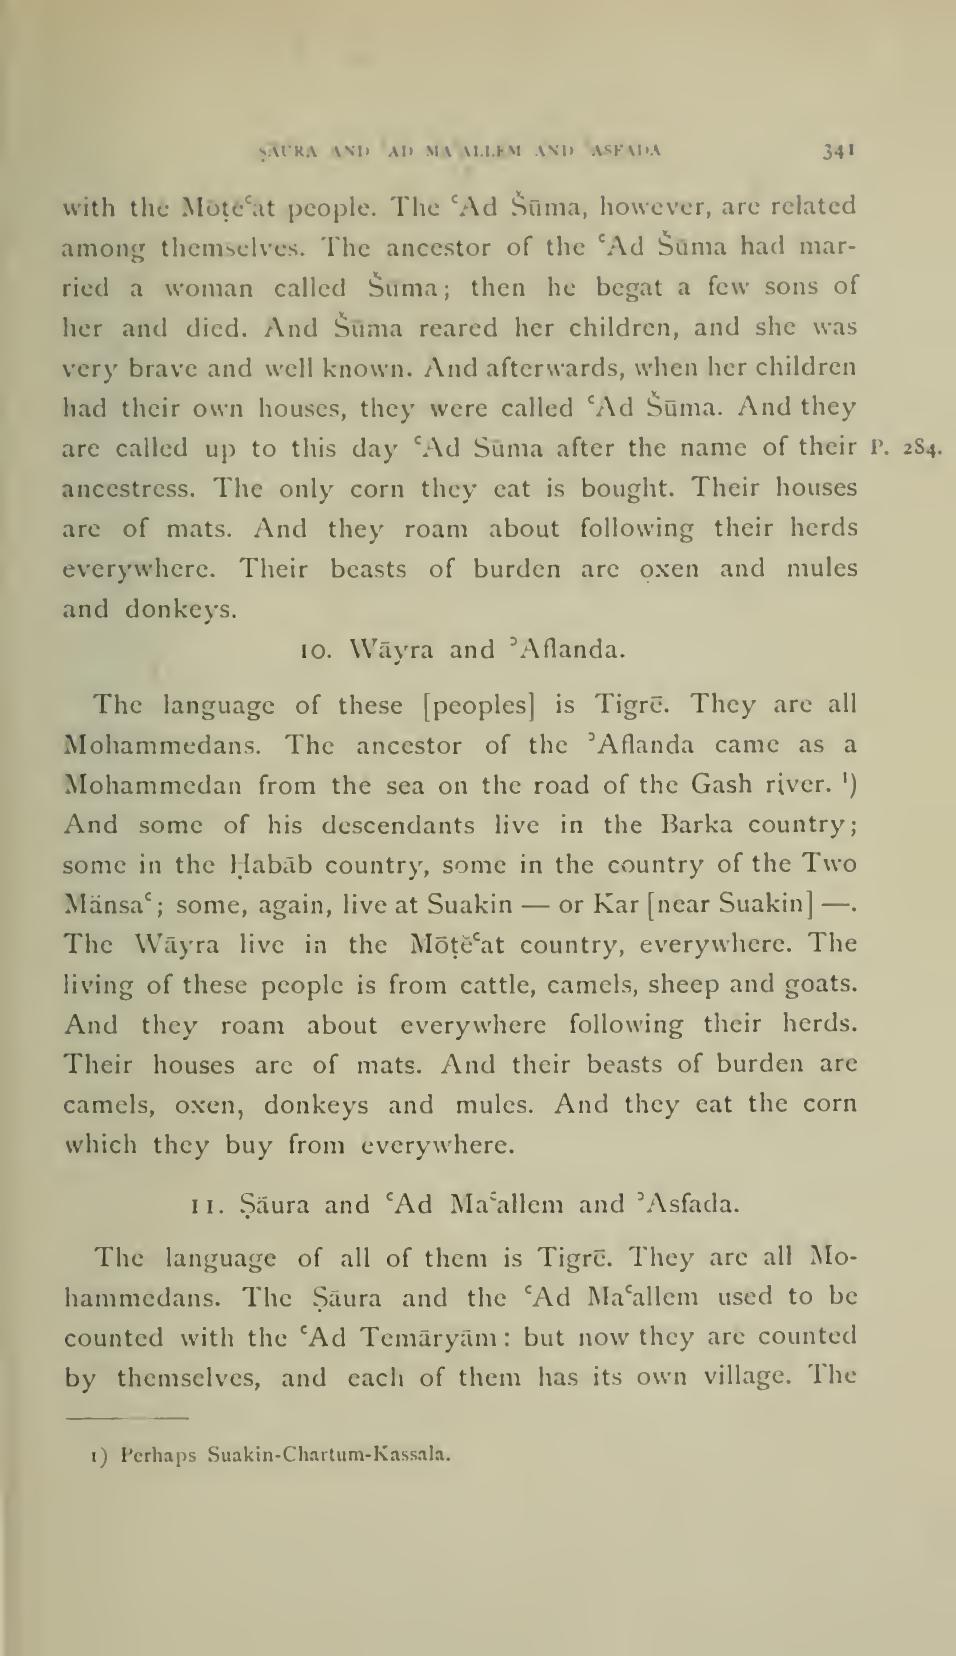 ṢĀURA AND ʿAD MAʿALLEM AND ʾASFADA 341
with the Mōṭĕʿat people. The ʿAd Šūma, however, are related
among themselves. The ancestor of the ʿAd Šūma had mar-
ried a woman called Šūma; then he begat a few sons of
her and died. And Šūma reared her children, and she was
very brave and well known. And afterwards, when her children
had their own houses, they were called ʿAd Šūma. And they
are called up to this day ʿAd Šūma after the name of their P. 284.
ancestress. The only corn they eat is bought. Their houses
are of mats. And they roam about following their herds
everywhere. Their beasts of burden are oxen and mules
and donkeys.
10. Wāyra and ʾAflanda.
The language of these [peoples] is Tigrē. They are all
Mohammedans. The ancestor of the ʾAflanda came as a
Mohammedan from the sea on the road of the Gash river. ¹)
And some of his descendants live in the Barka country;
some in the Ḥabāb country, some in the country of the Two
Mänsaʿ; some, again, live at Suakin — or Kar [near Suakin] —.
The Wāyra live in the Mōṭĕʿat country, everywhere. The
living of these people is from cattle, camels, sheep and goats.
And they roam about everywhere following their herds.
Their houses are of mats. And their beasts of burden are
camels, oxen, donkeys and mules. And they eat the corn
which they buy from everywhere.
11. Ṣāura and ʿAd Maʿallem and ʾAsfada.
The language of all of them is Tigrē. They are all Mo-
hammedans. The Ṣāura and the ʿAd Maʿallem used to be
counted with the ʿAd Temāryām: but now they are counted
by themselves, and each of them has its own village. The
1) Perhaps Suakin-Chartum-Kassala.